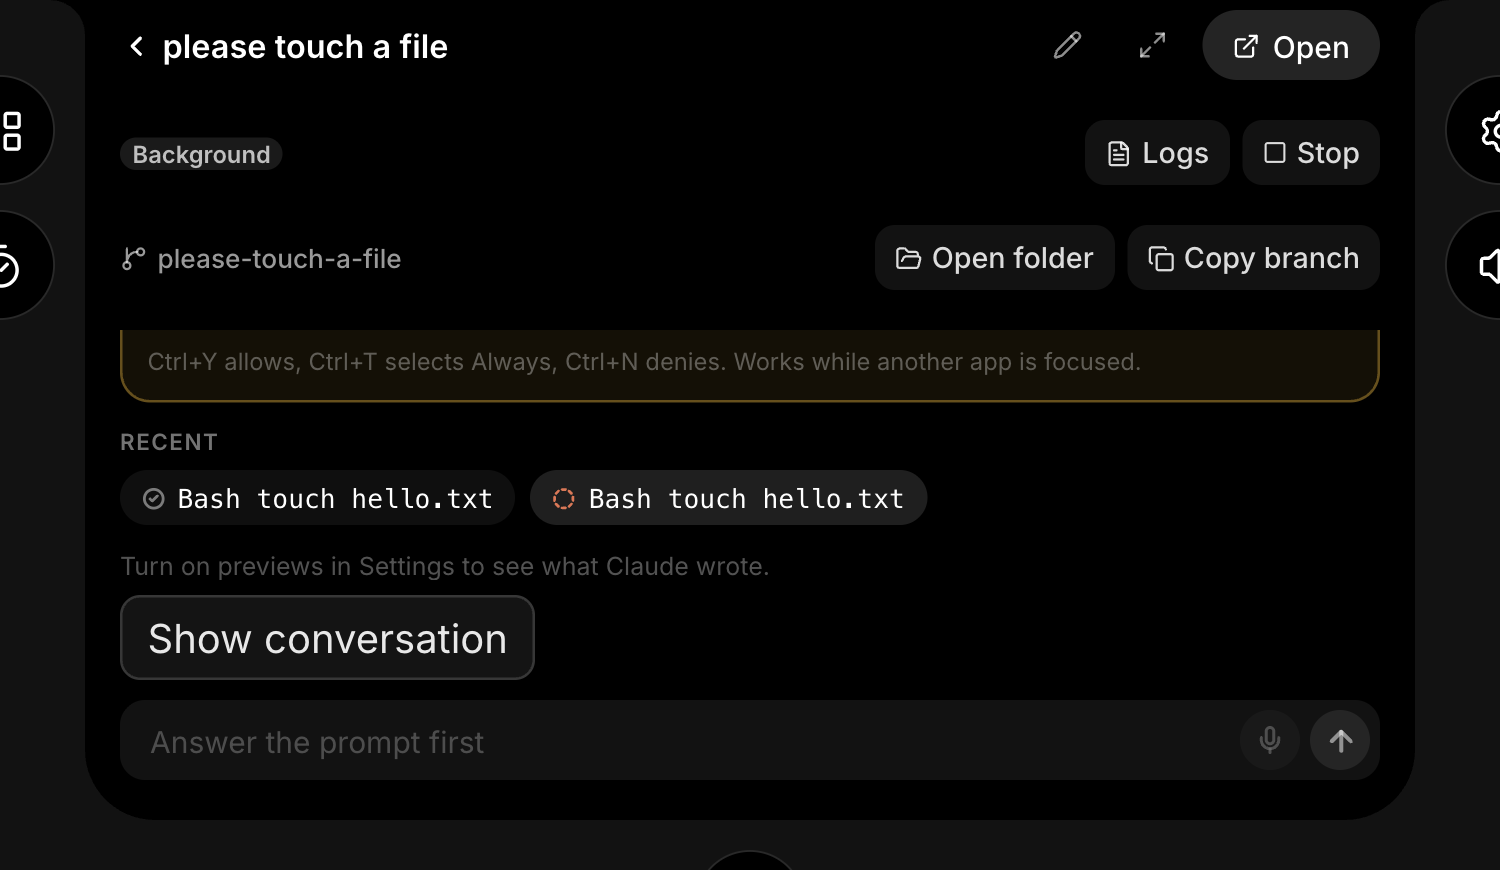 please touch a file
Open
Background
Logs
Stop
please-touch-a-file
Open folder
Copy branch
Ctrl+Y allows, Ctrl+T selects Always, Ctrl+N denies. Works while another app is focused.
RECENT
Bash touch hello.txt
Bash touch hello.txt
Turn on previews in Settings to see what Claude wrote.
Show conversation
Answer the prompt first